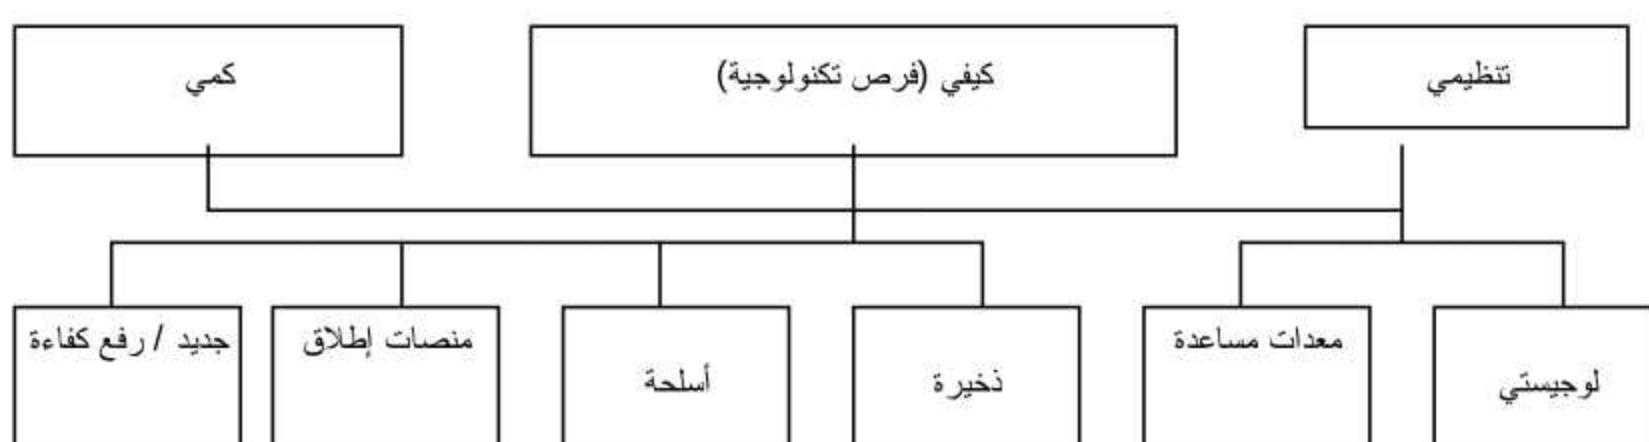 تنظيمي
كيفي (فرص تكنولوجية)
كمي
لوجيستي
معدات مساعدة
ذخيرة
أسلحة
منصات إطلاق
جديد / رفع كفاءة